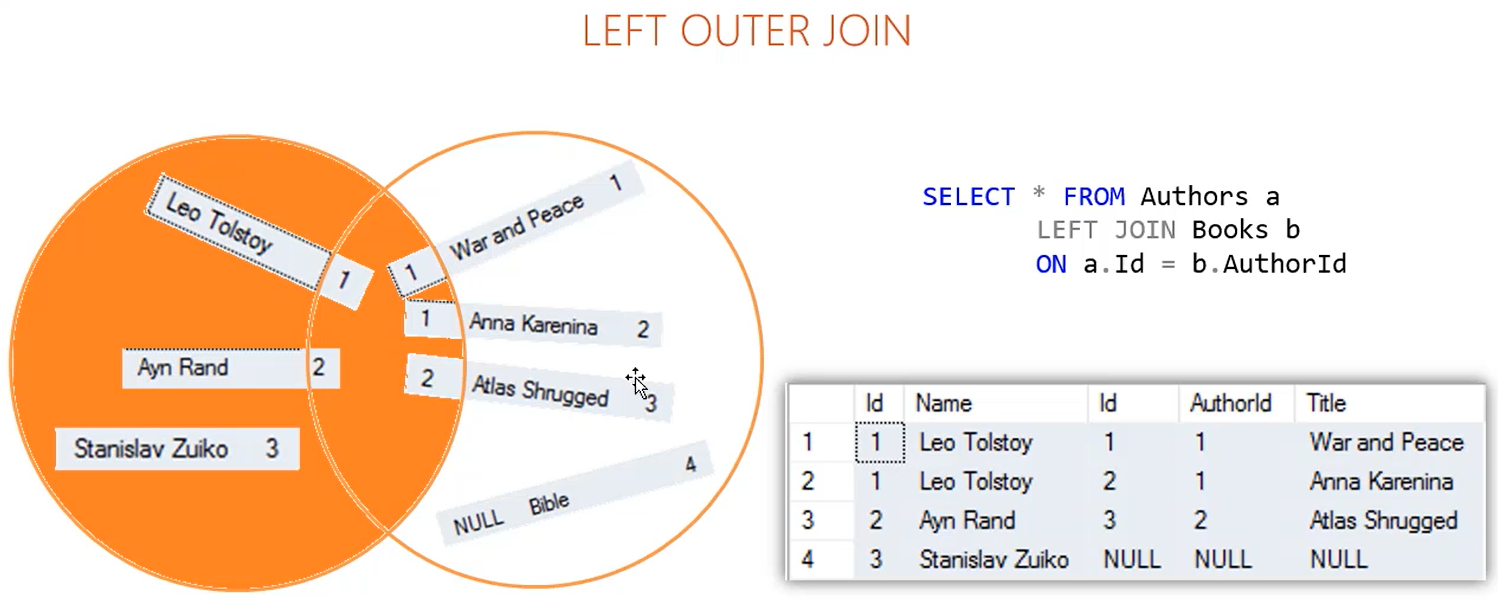 LEFT OUTER JOIN
Leo Tolstoy 1
Ayn Rand 2
Stanislav Zuiko 3
1 War and Peace 1
1 Anna Karenina 2
2 Atlas Shrugged 3
NULL Bible 4
SELECT * FROM Authors a
LEFT JOIN Books b
ON a.Id = b.AuthorId
Id Name Id AuthorId Title
1 1 Leo Tolstoy 1 1 War and Peace
2 1 Leo Tolstoy 2 1 Anna Karenina
3 2 Ayn Rand 3 2 Atlas Shrugged
4 3 Stanislav Zuiko NULL NULL NULL